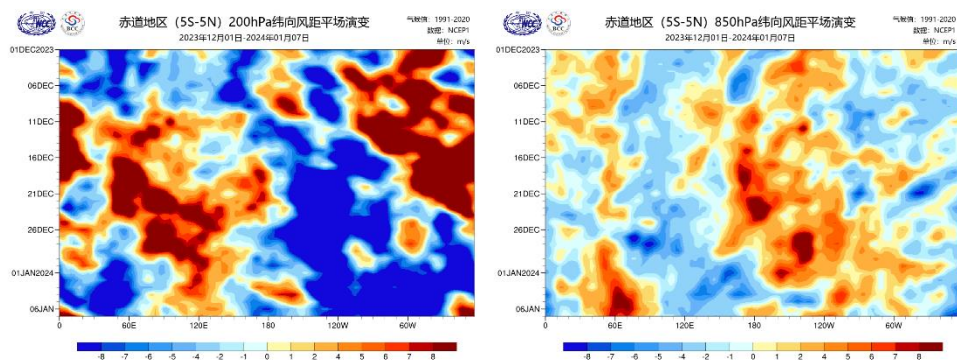 NCC
BCC
赤道地区（5S-5N）200hPa纬向风距平场演变
2023年12月01日-2024年01月07日
气候值：1991-2020
数据：NCEP1
单位：m/s
01DEC2023
06DEC
11DEC
16DEC
21DEC
26DEC
01JAN2024
06JAN
0 60E 120E 180 120W 60W
-8 -7 -6 -5 -4 -2 -1 1 2 4 5 6 7 8
NCC
BCC
赤道地区（5S-5N）850hPa纬向风距平场演变
2023年12月01日-2024年01月07日
气候值：1991-2020
数据：NCEP1
单位：m/s
01DEC2023
06DEC
11DEC
16DEC
21DEC
26DEC
01JAN2024
06JAN
0 60E 120E 180 120W 60W
-8 -7 -6 -5 -4 -2 -1 1 2 4 5 6 7 8